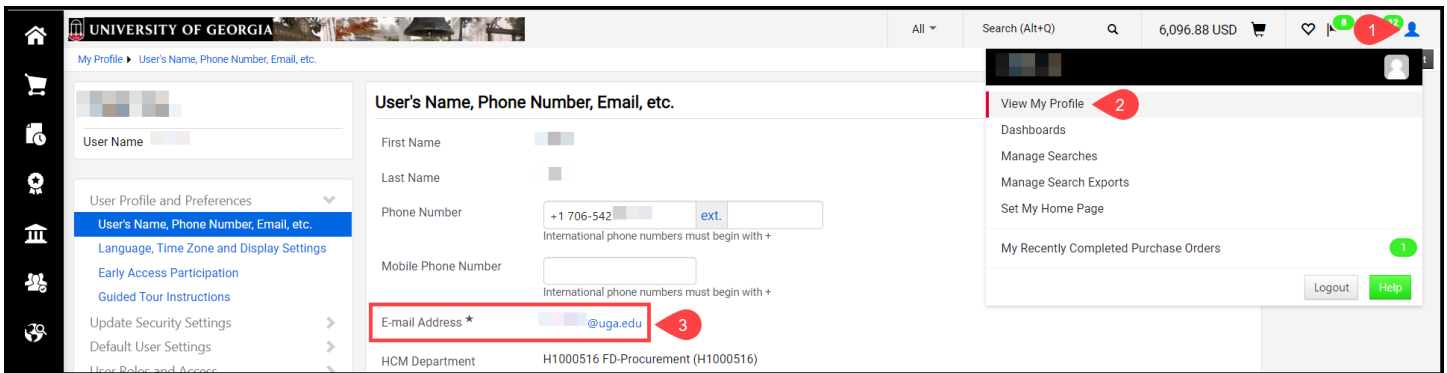 UNIVERSITY OF GEORGIA
All
Search (Alt+Q)
6,096.88 USD
8
1
My Profile User's Name, Phone Number, Email, etc.
User Name
User Profile and Preferences
User's Name, Phone Number, Email, etc.
Language, Time Zone and Display Settings
Early Access Participation
Guided Tour Instructions
Update Security Settings
Default User Settings
User Roles and Access
User's Name, Phone Number, Email, etc.
First Name
Last Name
Phone Number
+1 706-542
ext.
International phone numbers must begin with +
Mobile Phone Number
International phone numbers must begin with +
E-mail Address ★
@uga.edu
3
HCM Department
H1000516 FD-Procurement (H1000516)
View My Profile
2
Dashboards
Manage Searches
Manage Search Exports
Set My Home Page
My Recently Completed Purchase Orders
1
Logout
Help